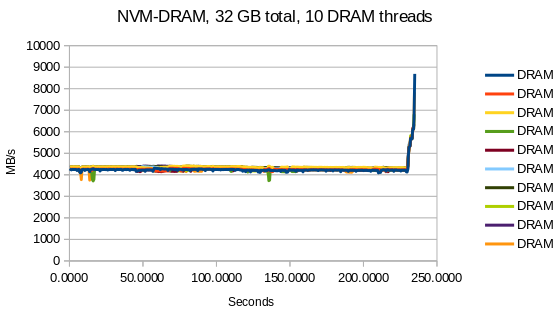 NVM-DRAM, 32 GB total, 10 DRAM threads
10000
9000
8000
7000
6000
5000
4000
3000
2000
1000
0
MB/s
0.0000 50.0000 100.0000 150.0000 200.0000 250.0000
Seconds
DRAM
DRAM
DRAM
DRAM
DRAM
DRAM
DRAM
DRAM
DRAM
DRAM